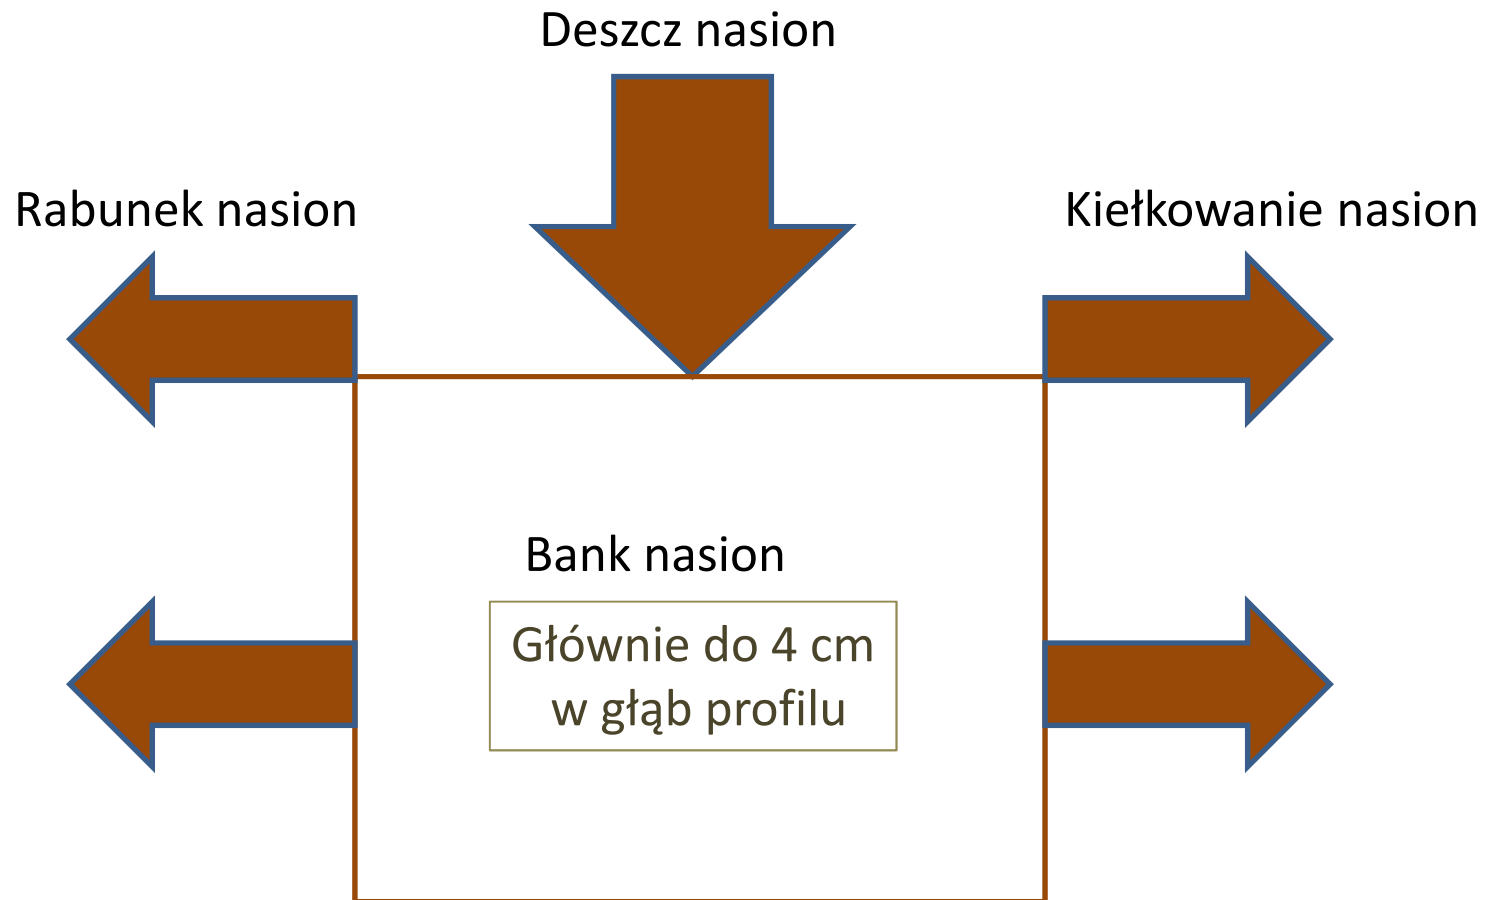 Deszcz nasion
Rabunek nasion
Kiełkowanie nasion
Bank nasion
Głównie do 4 cm
w głąb profilu